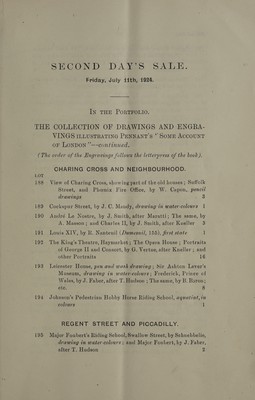 SECOND DAY'S SALE.
Friday, July 11th, 1924.
IN THE PORTFOLIO.
THE COLLECTION OF DRAWINGS AND ENGRA-
VINGS ILLUSTRATING PENNANT'S "SOME ACCOUNT
OF LONDON"—continued.
(The order of the Engravings follows the letterpress of the book).
CHARING CROSS AND NEIGHBOURHOOD.
LOT
188 View of Charing Cross, showing part of the old houses; Suffolk
Street, and Phœnix Fire Office, by W. Capon, pencil
drawings 3
189 Cockspur Street, by J. C. Maody, drawing in water-colours 1
190 André Le Nostre, by J. Smith, after Maratti; The same, by
A. Masson; and Charles II, by J. Smith, after Kneller 3
191 Louis XIV, by R. Nanteuil (Dumesnil, 155), first state 1
192 The King's Theatre, Haymarket; The Opera House; Portraits
of George II and Consort, by G. Vertue, after Kneller; and
other Portraits 16
193 Leicester House, pen and wash drawing; Sir Ashton Lever's
Museum, drawing in water-colours; Frederick, Prince of
Wales, by J. Faber, after T. Hudson; The same, by B. Baron;
etc. 8
194 Johnson's Pedestrian Hobby Horse Riding School, aquatint, in
colours 1
REGENT STREET AND PICCADILLY.
195 Major Foubert's Riding School, Swallow Street, by Schnebbelie,
drawing in water-colours; and Major Foubert, by J. Faber,
after T. Hudson 2